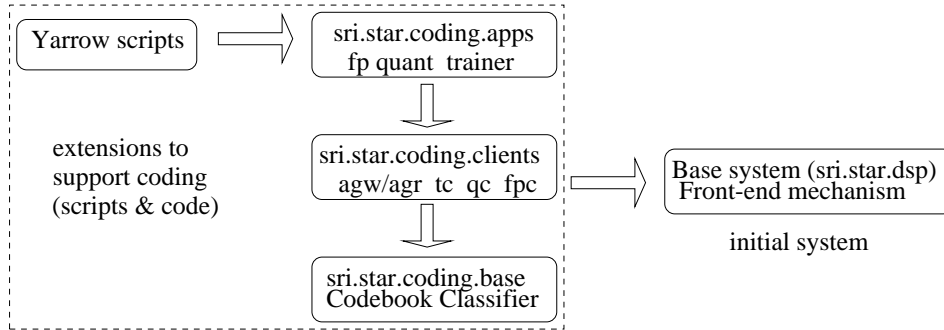 Yarrow scripts
sri.star.coding.apps
fp quant trainer
extensions to
support coding
(scripts & code)
sri.star.coding.clients
agw/agr tc qc fpc
sri.star.coding.base
Codebook Classifier
Base system (sri.star.dsp)
Front-end mechanism
initial system